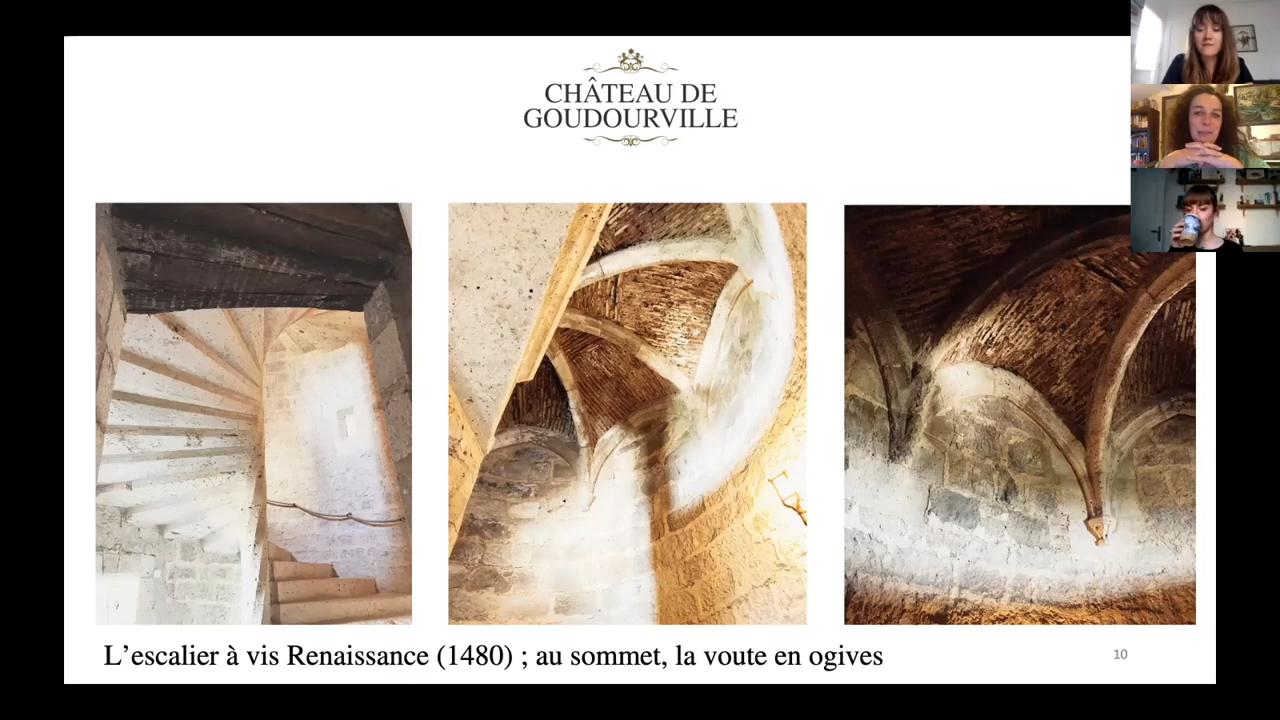 CHÂTEAU DE
GOUDOURVILLE
L’escalier à vis Renaissance (1480) ; au sommet, la voute en ogives
10